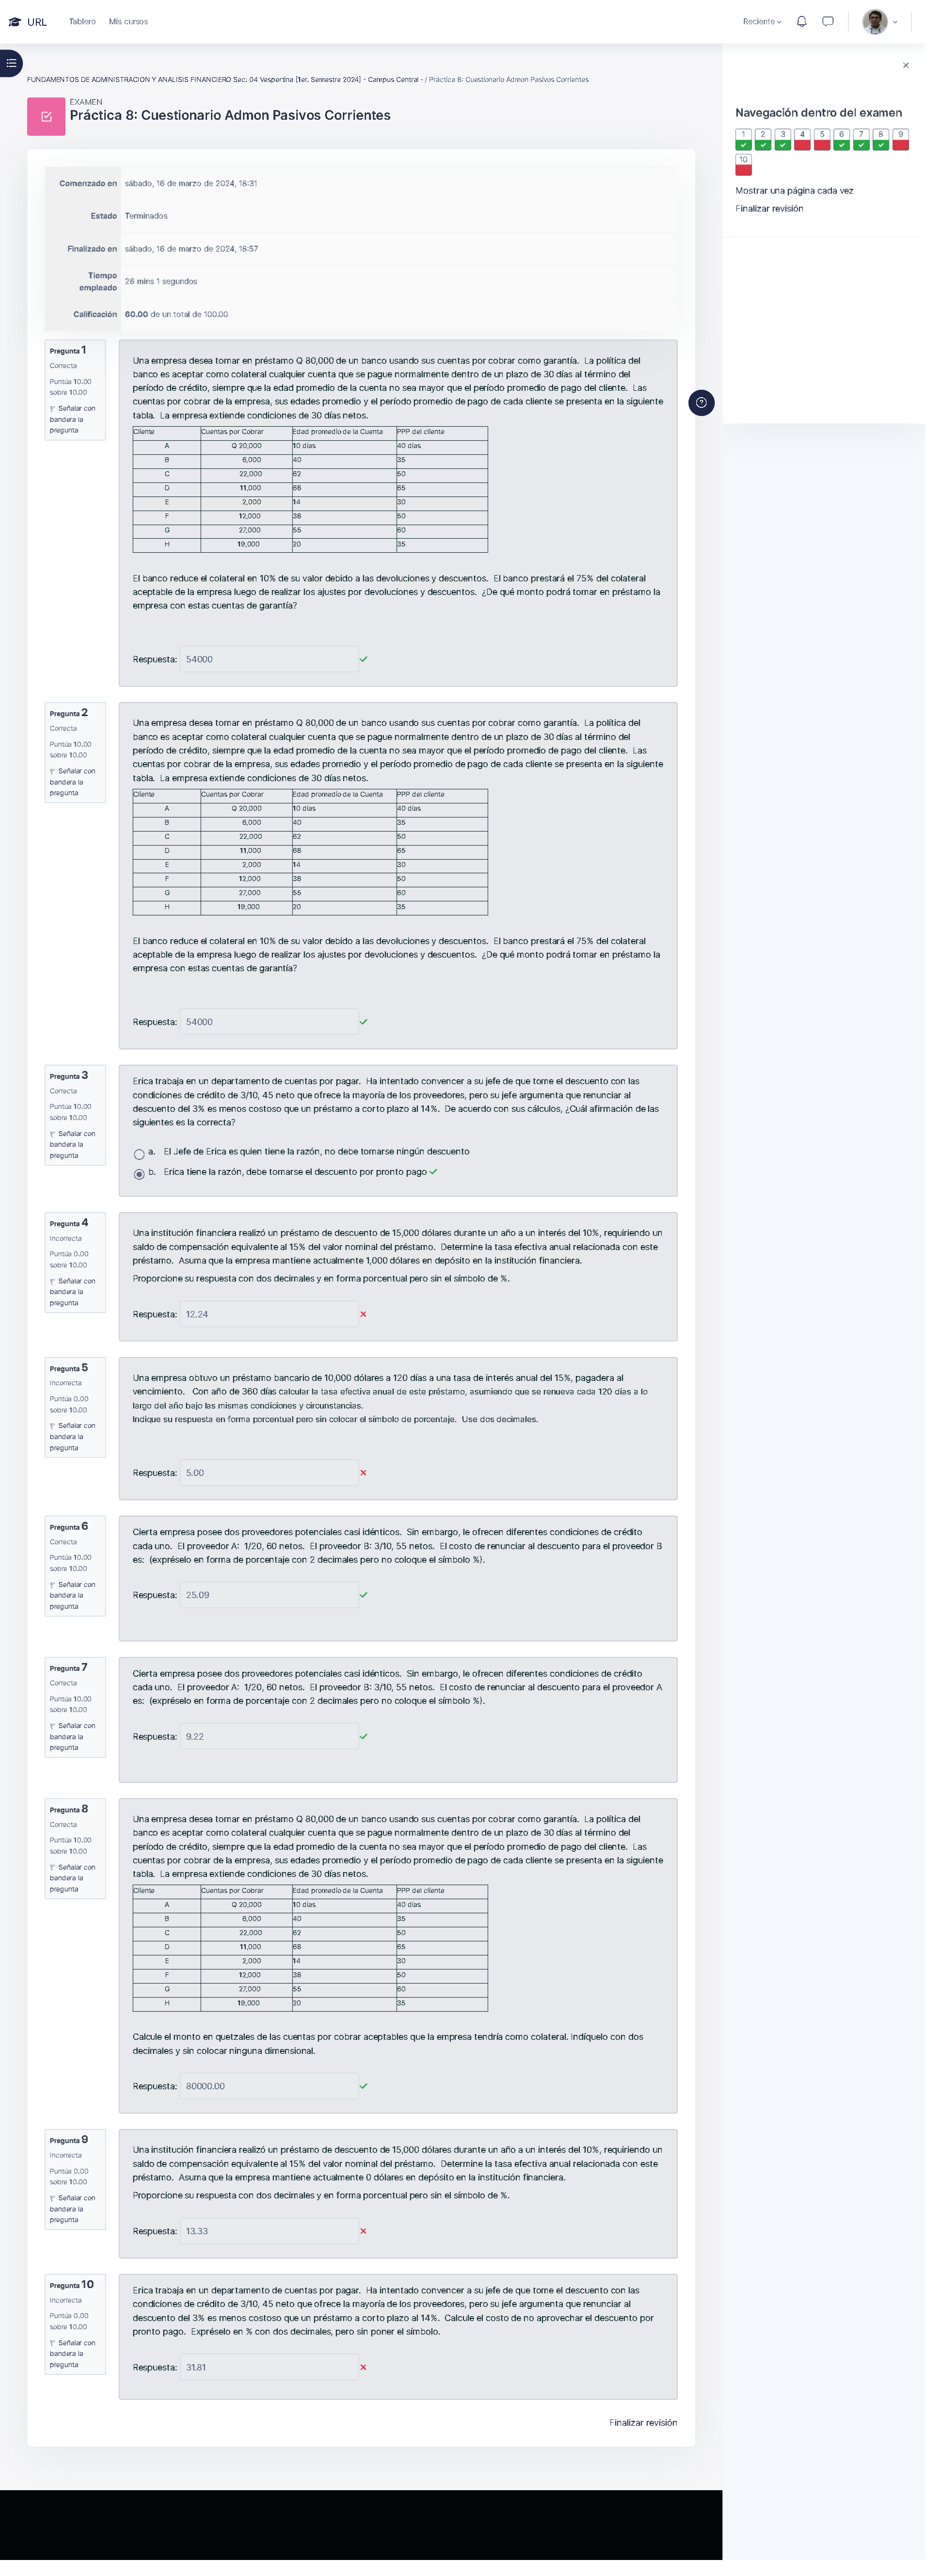 URL
Tablero
Mis cursos
Reciente
FUNDAMENTOS DE ADMINISTRACION Y ANALISIS FINANCIERO Sec: 04 Vespertina [1er. Semestre 2024] - Campus Central - / Práctica 8: Cuestionario Admon Pasivos Corrientes
EXAMEN
Práctica 8: Cuestionario Admon Pasivos Corrientes
Navegación dentro del examen
1 2 3 4 5 6 7 8 9
10
Mostrar una página cada vez
Finalizar revisión
Comenzado en sábado, 16 de marzo de 2024, 18:31
Estado Terminados
Finalizado en sábado, 16 de marzo de 2024, 18:57
Tiempo
empleado 26 mins 1 segundos
Calificación 60.00 de un total de 100.00
Pregunta 1
Correcta
Puntúa 10.00
sobre 10.00
Señalar con
bandera la
pregunta
Una empresa desea tomar en préstamo Q 80,000 de un banco usando sus cuentas por cobrar como garantía. La política del
banco es aceptar como colateral cualquier cuenta que se pague normalmente dentro de un plazo de 30 días al término del
período de crédito, siempre que la edad promedio de la cuenta no sea mayor que el período promedio de pago del cliente. Las
cuentas por cobrar de la empresa, sus edades promedio y el período promedio de pago de cada cliente se presenta en la siguiente
tabla. La empresa extiende condiciones de 30 días netos.
Cliente Cuentas por Cobrar Edad promedio de la Cuenta PPP del cliente
A Q 20,000 10 días 40 días
B 6,000 40 35
C 22,000 62 50
D 11,000 68 65
E 2,000 14 30
F 12,000 38 50
G 27,000 55 60
H 19,000 20 35
El banco reduce el colateral en 10% de su valor debido a las devoluciones y descuentos. El banco prestará el 75% del colateral
aceptable de la empresa luego de realizar los ajustes por devoluciones y descuentos. ¿De qué monto podrá tomar en préstamo la
empresa con estas cuentas de garantía?
Respuesta: 54000
Pregunta 2
Correcta
Puntúa 10.00
sobre 10.00
Señalar con
bandera la
pregunta
Una empresa desea tomar en préstamo Q 80,000 de un banco usando sus cuentas por cobrar como garantía. La política del
banco es aceptar como colateral cualquier cuenta que se pague normalmente dentro de un plazo de 30 días al término del
período de crédito, siempre que la edad promedio de la cuenta no sea mayor que el período promedio de pago del cliente. Las
cuentas por cobrar de la empresa, sus edades promedio y el período promedio de pago de cada cliente se presenta en la siguiente
tabla. La empresa extiende condiciones de 30 días netos.
Cliente Cuentas por Cobrar Edad promedio de la Cuenta PPP del cliente
A Q 20,000 10 días 40 días
B 6,000 40 35
C 22,000 62 50
D 11,000 68 65
E 2,000 14 30
F 12,000 38 50
G 27,000 55 60
H 19,000 20 35
El banco reduce el colateral en 10% de su valor debido a las devoluciones y descuentos. El banco prestará el 75% del colateral
aceptable de la empresa luego de realizar los ajustes por devoluciones y descuentos. ¿De qué monto podrá tomar en préstamo la
empresa con estas cuentas de garantía?
Respuesta: 54000
Pregunta 3
Correcta
Puntúa 10.00
sobre 10.00
Señalar con
bandera la
pregunta
Erica trabaja en un departamento de cuentas por pagar. Ha intentado convencer a su jefe de que tome el descuento con las
condiciones de crédito de 3/10, 45 neto que ofrece la mayoría de los proveedores, pero su jefe argumenta que renunciar al
descuento del 3% es menos costoso que un préstamo a corto plazo al 14%. De acuerdo con sus cálculos, ¿Cuál afirmación de las
siguientes es la correcta?
a. El Jefe de Erica es quien tiene la razón, no debe tomarse ningún descuento
b. Erica tiene la razón, debe tomarse el descuento por pronto pago
Pregunta 4
Incorrecta
Puntúa 0.00
sobre 10.00
Señalar con
bandera la
pregunta
Una institución financiera realizó un préstamo de descuento de 15,000 dólares durante un año a un interés del 10%, requiriendo un
saldo de compensación equivalente al 15% del valor nominal del préstamo. Determine la tasa efectiva anual relacionada con este
préstamo. Asuma que la empresa mantiene actualmente 1,000 dólares en depósito en la institución financiera.
Proporcione su respuesta con dos decimales y en forma porcentual pero sin el símbolo de %.
Respuesta: 12.24
Pregunta 5
Incorrecta
Puntúa 0.00
sobre 10.00
Señalar con
bandera la
pregunta
Una empresa obtuvo un préstamo bancario de 10,000 dólares a 120 días a una tasa de interés anual del 15%, pagadera al
vencimiento. Con año de 360 días calcular la tasa efectiva anual de este préstamo, asumiendo que se renueva cada 120 días a lo
largo del año bajo las mismas condiciones y circunstancias.
Indique su respuesta en forma porcentual pero sin colocar el símbolo de porcentaje. Use dos decimales.
Respuesta: 5.00
Pregunta 6
Correcta
Puntúa 10.00
sobre 10.00
Señalar con
bandera la
pregunta
Cierta empresa posee dos proveedores potenciales casi idénticos. Sin embargo, le ofrecen diferentes condiciones de crédito
cada uno. El proveedor A: 1/20, 60 netos. El proveedor B: 3/10, 55 netos. El costo de renunciar al descuento para el proveedor B
es: (expréselo en forma de porcentaje con 2 decimales pero no coloque el símbolo %).
Respuesta: 25.09
Pregunta 7
Correcta
Puntúa 10.00
sobre 10.00
Señalar con
bandera la
pregunta
Cierta empresa posee dos proveedores potenciales casi idénticos. Sin embargo, le ofrecen diferentes condiciones de crédito
cada uno. El proveedor A: 1/20, 60 netos. El proveedor B: 3/10, 55 netos. El costo de renunciar al descuento para el proveedor A
es: (expréselo en forma de porcentaje con 2 decimales pero no coloque el símbolo %).
Respuesta: 9.22
Pregunta 8
Correcta
Puntúa 10.00
sobre 10.00
Señalar con
bandera la
pregunta
Una empresa desea tomar en préstamo Q 80,000 de un banco usando sus cuentas por cobrar como garantía. La política del
banco es aceptar como colateral cualquier cuenta que se pague normalmente dentro de un plazo de 30 días al término del
período de crédito, siempre que la edad promedio de la cuenta no sea mayor que el período promedio de pago del cliente. Las
cuentas por cobrar de la empresa, sus edades promedio y el período promedio de pago de cada cliente se presenta en la siguiente
tabla. La empresa extiende condiciones de 30 días netos.
Cliente Cuentas por Cobrar Edad promedio de la Cuenta PPP del cliente
A Q 20,000 10 días 40 días
B 6,000 40 35
C 22,000 62 50
D 11,000 68 65
E 2,000 14 30
F 12,000 38 50
G 27,000 55 60
H 19,000 20 35
Calcule el monto en quetzales de las cuentas por cobrar aceptables que la empresa tendría como colateral. Indíquelo con dos
decimales y sin colocar ninguna dimensional.
Respuesta: 80000.00
Pregunta 9
Incorrecta
Puntúa 0.00
sobre 10.00
Señalar con
bandera la
pregunta
Una institución financiera realizó un préstamo de descuento de 15,000 dólares durante un año a un interés del 10%, requiriendo un
saldo de compensación equivalente al 15% del valor nominal del préstamo. Determine la tasa efectiva anual relacionada con este
préstamo. Asuma que la empresa mantiene actualmente 0 dólares en depósito en la institución financiera.
Proporcione su respuesta con dos decimales y en forma porcentual pero sin el símbolo de %.
Respuesta: 13.33
Pregunta 10
Incorrecta
Puntúa 0.00
sobre 10.00
Señalar con
bandera la
pregunta
Erica trabaja en un departamento de cuentas por pagar. Ha intentado convencer a su jefe de que tome el descuento con las
condiciones de crédito de 3/10, 45 neto que ofrece la mayoría de los proveedores, pero su jefe argumenta que renunciar al
descuento del 3% es menos costoso que un préstamo a corto plazo al 14%. Calcule el costo de no aprovechar el descuento por
pronto pago. Expréselo en % con dos decimales, pero sin poner el símbolo.
Respuesta: 31.81
Finalizar revisión